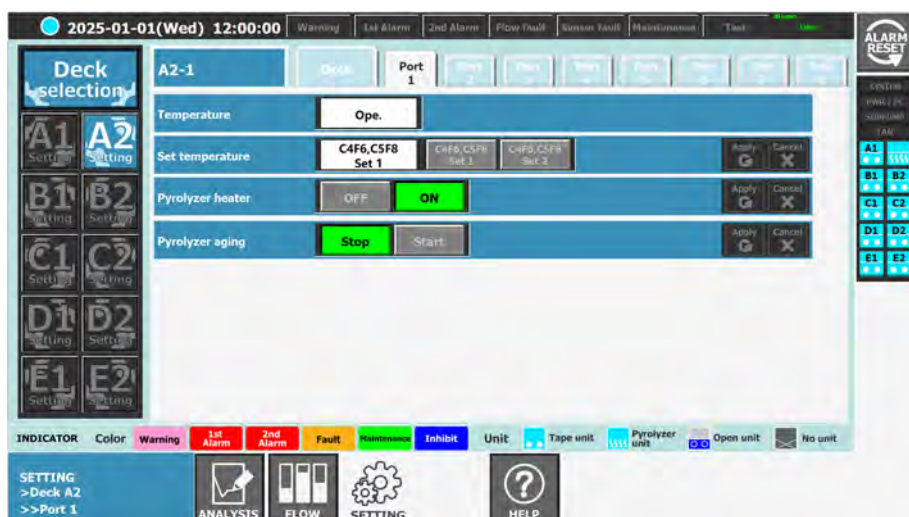 2025-01-01(Wed) 12:00:00
Warning
1st Alarm
2nd Alarm
Flow Fault
Sensor Fault
Maintenance
Test
ALARM
RESET
Deck
selection
A2-1
Deck
Port
1
Temperature
Ope.
A1
Setting
A2
Setting
Set temperature
C4F6,C5F8
Set 1
C4F6,C5F8
Set 1
C4F6,C5F8
Set 2
Apply
Cancel
B1
Setting
B2
Setting
Pyrolyzer heater
OFF
ON
Apply
Cancel
C1
Setting
C2
Setting
Pyrolyzer aging
Stop
Start
Apply
Cancel
D1
Setting
D2
Setting
E1
Setting
E2
Setting
A1
B1 B2
C1 C2
D1 D2
E1 E2
INDICATOR Color Warning
1st
Alarm
2nd
Alarm
Fault
Maintenance
Inhibit
Unit
Tape unit
Pyrolyzer
unit
Open unit
No unit
SETTING
>Deck A2
>>Port 1
ANALYSIS
FLOW
SETTING
HELP